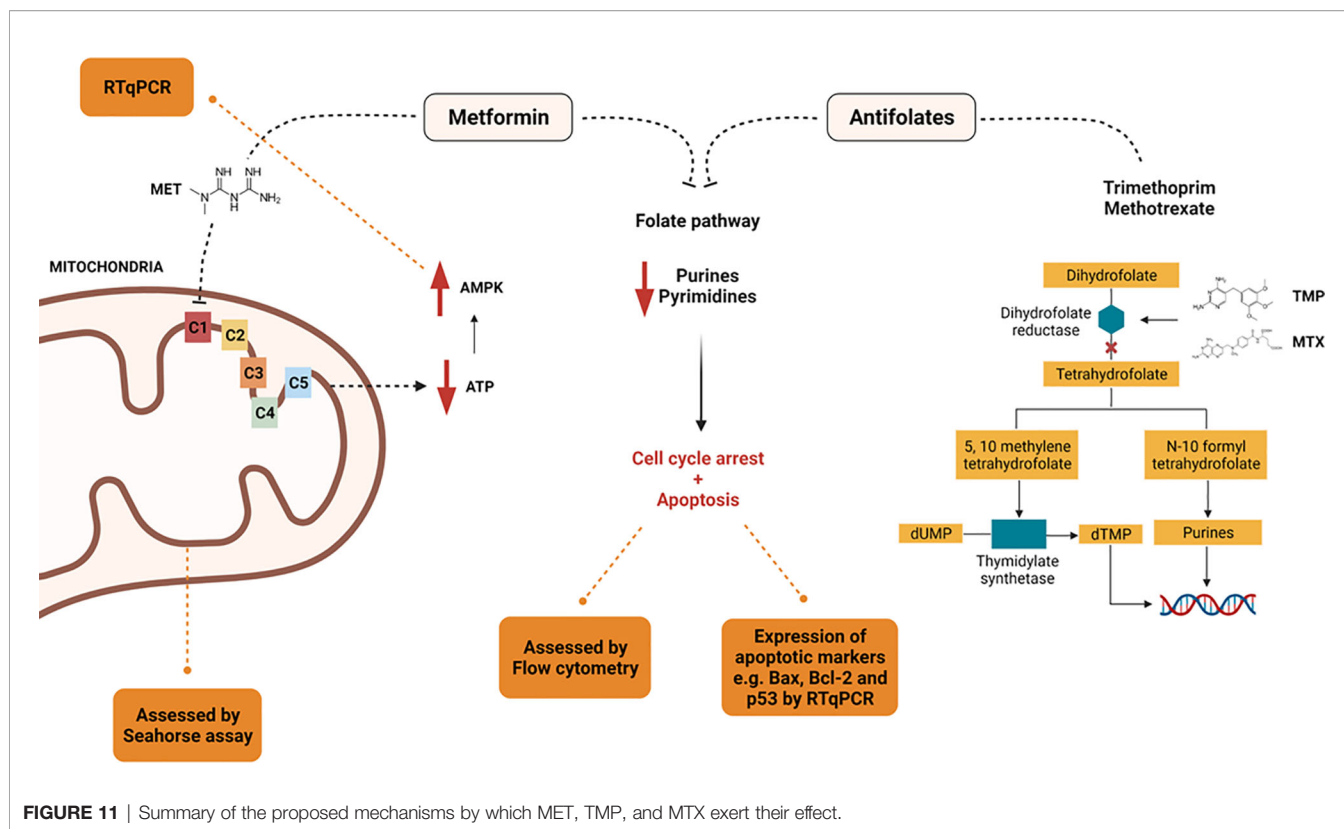 RTqPCR
Metformin
Antifolates
MET
NH
NH
N
N
H
NH₂
MITOCHONDRIA
C1
C2
C3
C4
C5
AMPK
ATP
Folate pathway
Purines
Pyrimidines
Cell cycle arrest
+
Apoptosis
Trimethoprim
Methotrexate
Dihydrofolate
Dihydrofolate
reductase
TMP
MTX
Tetrahydrofolate
5, 10 methylene
tetrahydrofolate
N-10 formyl
tetrahydrofolate
dUMP
Thymidylate
synthetase
dTMP
Purines
Assessed by
Seahorse assay
Assessed by
Flow cytometry
Expression of
apoptotic markers
e.g. Bax, Bcl-2 and
p53 by RTqPCR
FIGURE 11 | Summary of the proposed mechanisms by which MET, TMP, and MTX exert their effect.